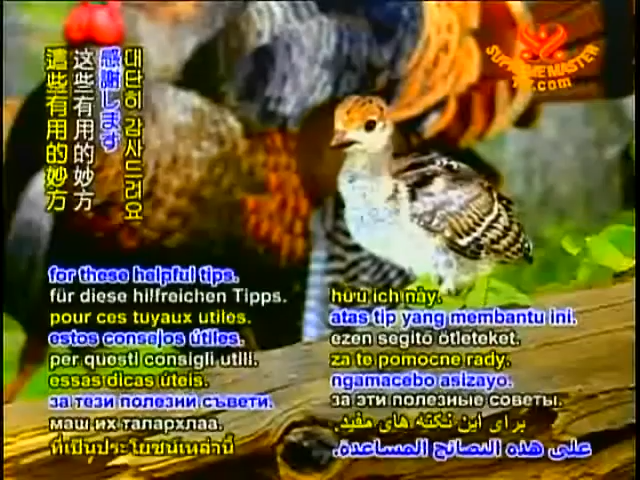 SUPREME MASTER
TV.com
這些有用的妙方
这些有用的妙方
感謝します
대단히 감사드려요
for these helpful tips.
für diese hilfreichen Tipps.
pour ces tuyaux utiles.
estos consejos útiles.
per questi consigli utili.
essas dicas úteis.
за тези полезни съвети.
маш их талархлаа.
ที่เป็นประโยชน์เหล่านี้
hữu ích này.
atas tip yang membantu ini.
ezen segítő ötleteket.
za te pomocne rady.
ngamacebo asizayo.
за эти полезные советы.
برای این نکته های مفید.
على هذه النصائح المساعدة.